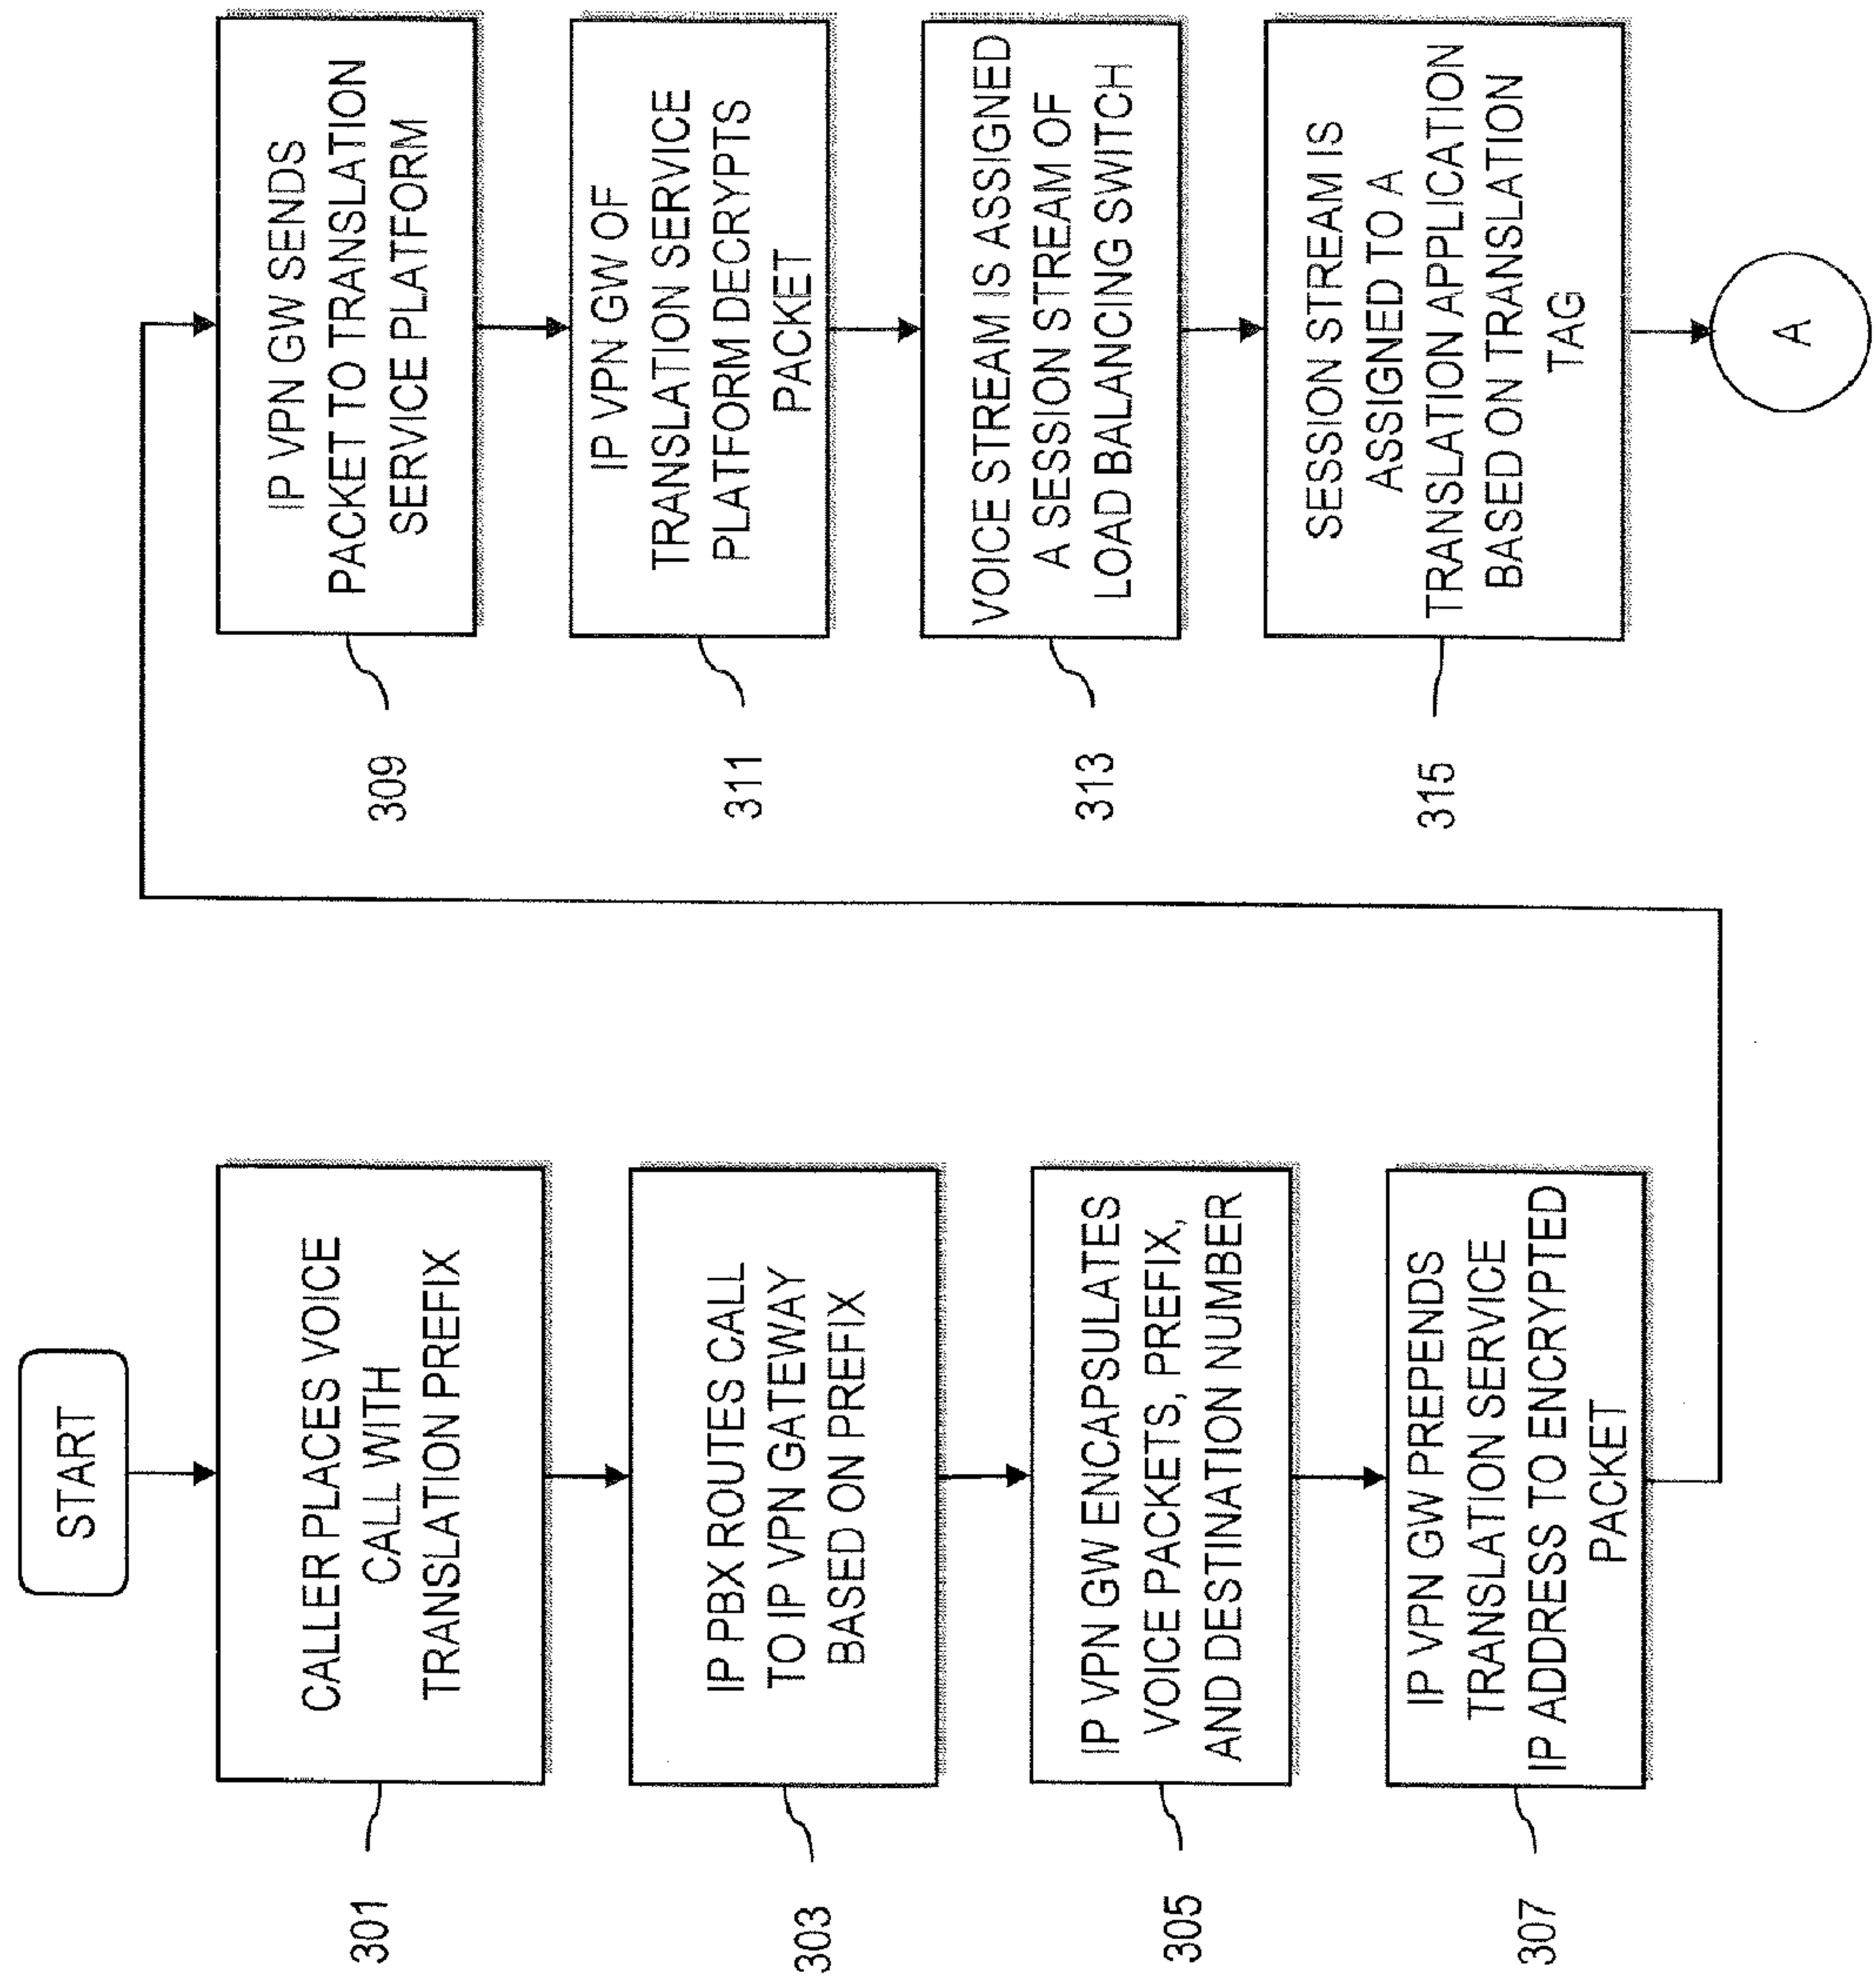 START
CALLER PLACES VOICE
CALL WITH
TRANSLATION PREFIX
301
IP PBX ROUTES CALL
TO IP VPN GATEWAY
BASED ON PREFIX
303
IP VPN GW ENCAPSULATES
VOICE PACKETS, PREFIX,
AND DESTINATION NUMBER
305
IP VPN GW PREPENDS
TRANSLATION SERVICE
IP ADDRESS TO ENCRYPTED
PACKET
307
IP VPN GW SENDS
PACKET TO TRANSLATION
SERVICE PLATFORM
309
IP VPN GW OF
TRANSLATION SERVICE
PLATFORM DECRYPTS
PACKET
311
VOICE STREAM IS ASSIGNED
A SESSION STREAM OF
LOAD BALANCING SWITCH
313
SESSION STREAM IS
ASSIGNED TO A
TRANSLATION APPLICATION
BASED ON TRANSLATION
TAG
315
A